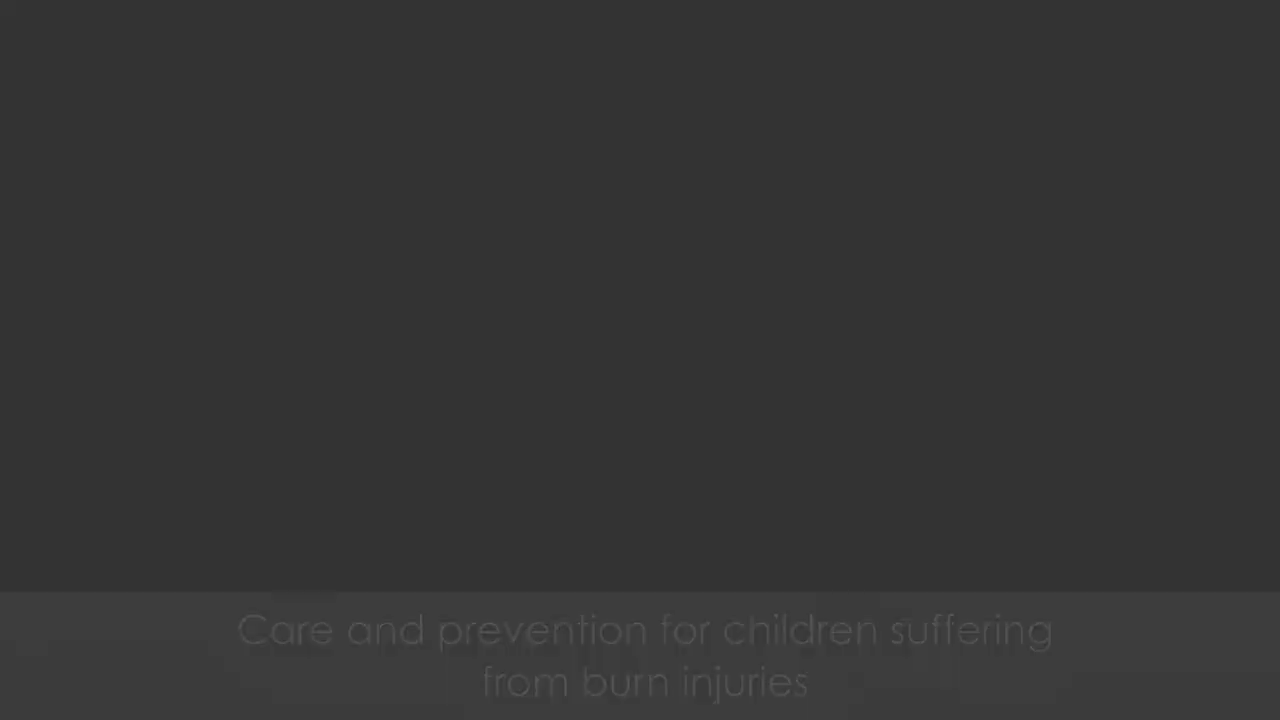 Care and prevention for children suffering
from burn injuries